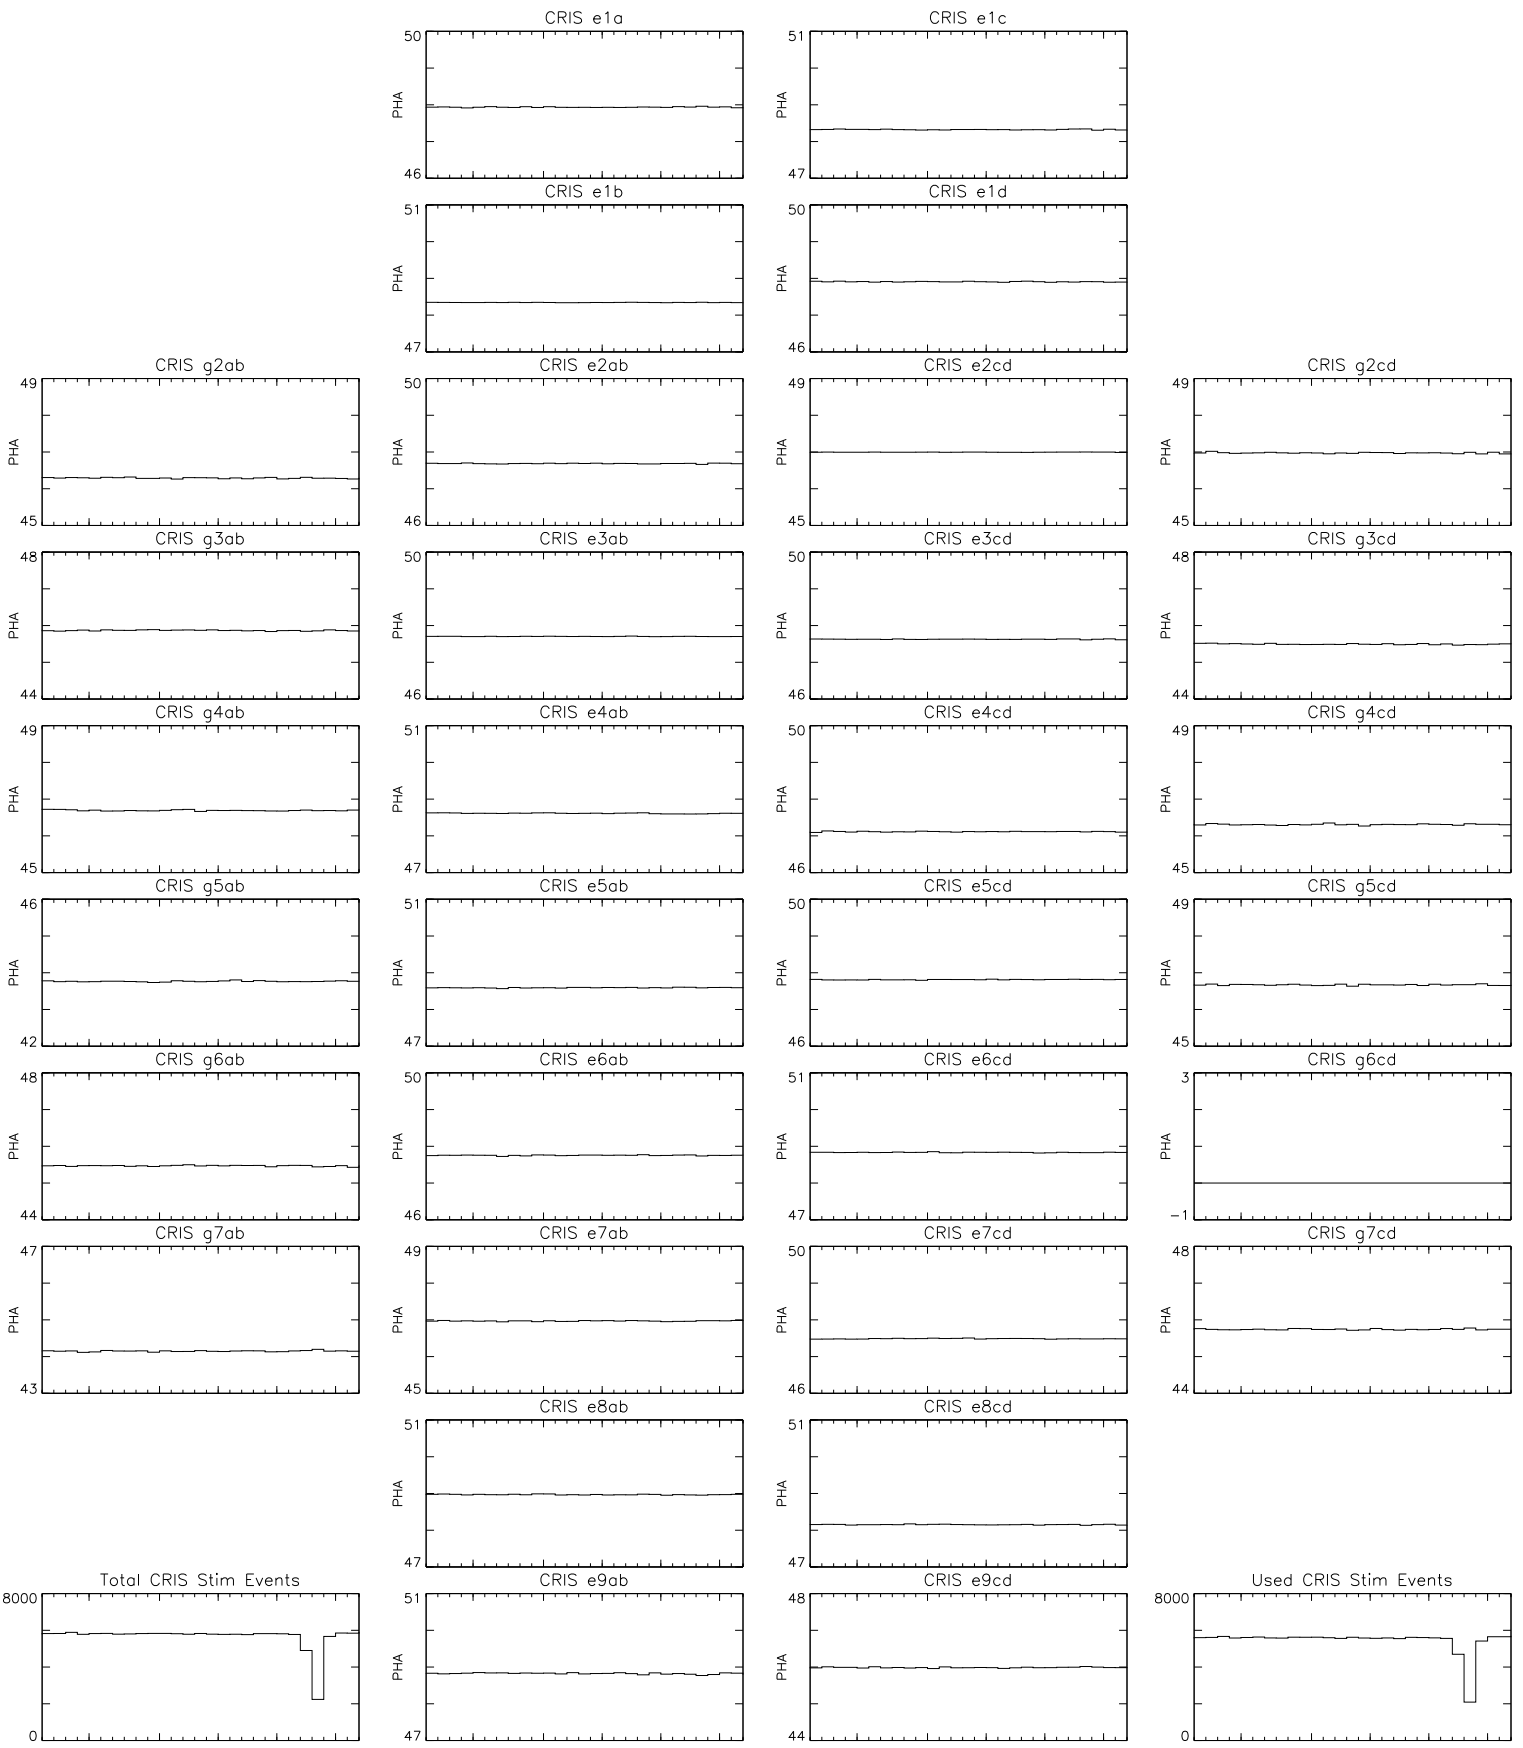 CRIS e1a
CRIS e1c
50
PHA
46
51
PHA
47
CRIS e1b
CRIS e1d
51
PHA
47
50
PHA
46
CRIS g2ab
CRIS e2ab
CRIS e2cd
CRIS g2cd
49
PHA
45
50
PHA
46
49
PHA
45
49
PHA
45
CRIS g3ab
CRIS e3ab
CRIS e3cd
CRIS g3cd
48
PHA
44
50
PHA
46
50
PHA
46
48
PHA
44
CRIS g4ab
CRIS e4ab
CRIS e4cd
CRIS g4cd
49
PHA
45
51
PHA
47
50
PHA
46
49
PHA
45
CRIS g5ab
CRIS e5ab
CRIS e5cd
CRIS g5cd
46
PHA
42
51
PHA
47
50
PHA
46
49
PHA
45
CRIS g6ab
CRIS e6ab
CRIS e6cd
CRIS g6cd
48
PHA
44
50
PHA
46
51
PHA
47
3
PHA
-1
CRIS g7ab
CRIS e7ab
CRIS e7cd
CRIS g7cd
47
PHA
43
49
PHA
45
50
PHA
46
48
PHA
44
CRIS e8ab
CRIS e8cd
51
PHA
47
51
PHA
47
Total CRIS Stim Events
CRIS e9ab
CRIS e9cd
Used CRIS Stim Events
8000
0
51
PHA
47
48
PHA
44
8000
0